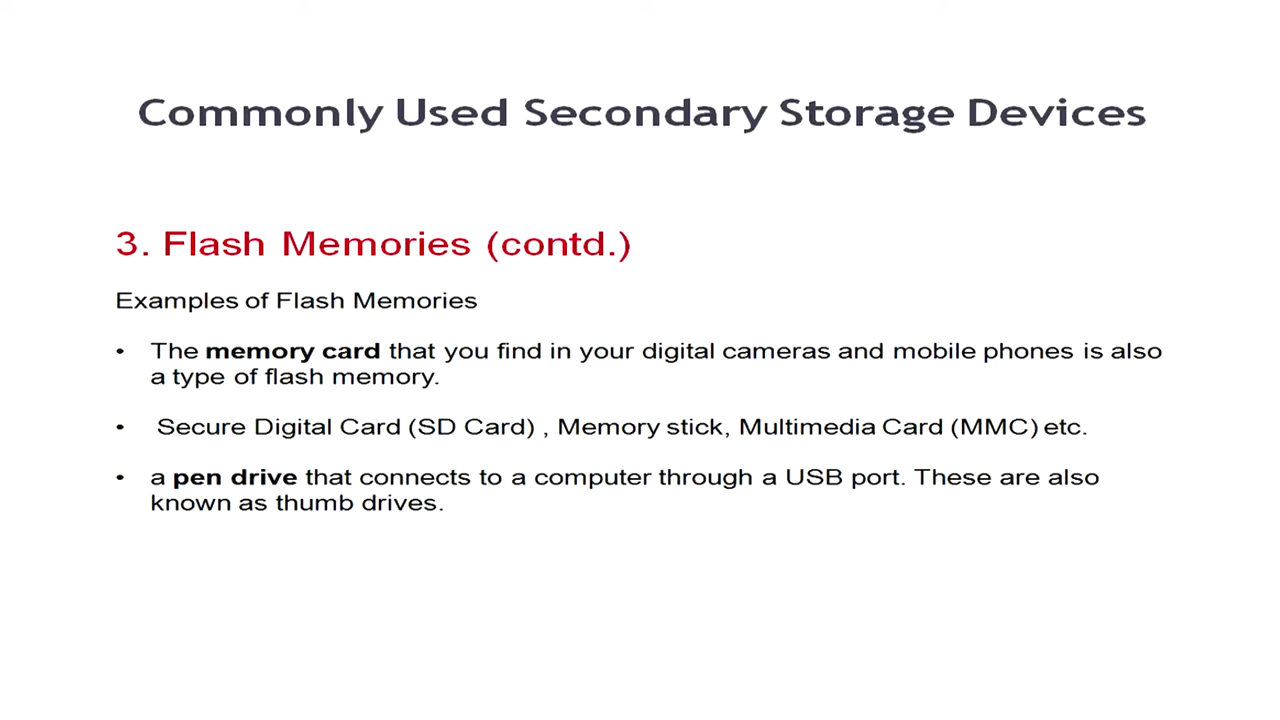 Commonly Used Secondary Storage Devices
3. Flash Memories (contd.)
Examples of Flash Memories
• The memory card that you find in your digital cameras and mobile phones is also
a type of flash memory.
• Secure Digital Card (SD Card) , Memory stick, Multimedia Card (MMC) etc.
• a pen drive that connects to a computer through a USB port. These are also
known as thumb drives.